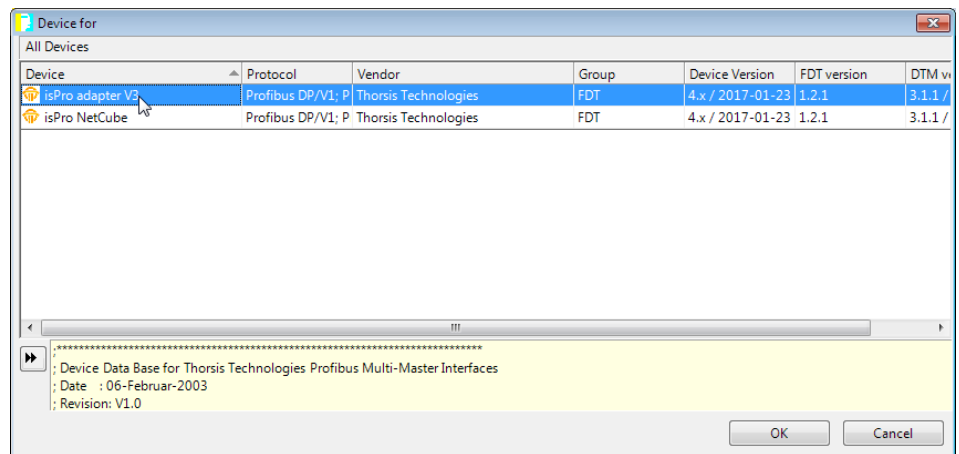 Device for
All Devices
Device Protocol Vendor Group Device Version FDT version DTM v
isPro adapter V3 Profibus DP/V1; P Thorsis Technologies FDT 4.x / 2017-01-23 1.2.1 3.1.1 /
isPro NetCube Profibus DP/V1; P Thorsis Technologies FDT 4.x / 2017-01-23 1.2.1 3.1.1 /
;******************************************************************************
; Device Data Base for Thorsis Technologies Profibus Multi-Master Interfaces
; Date : 06-Februar-2003
; Revision: V1.0
OK Cancel